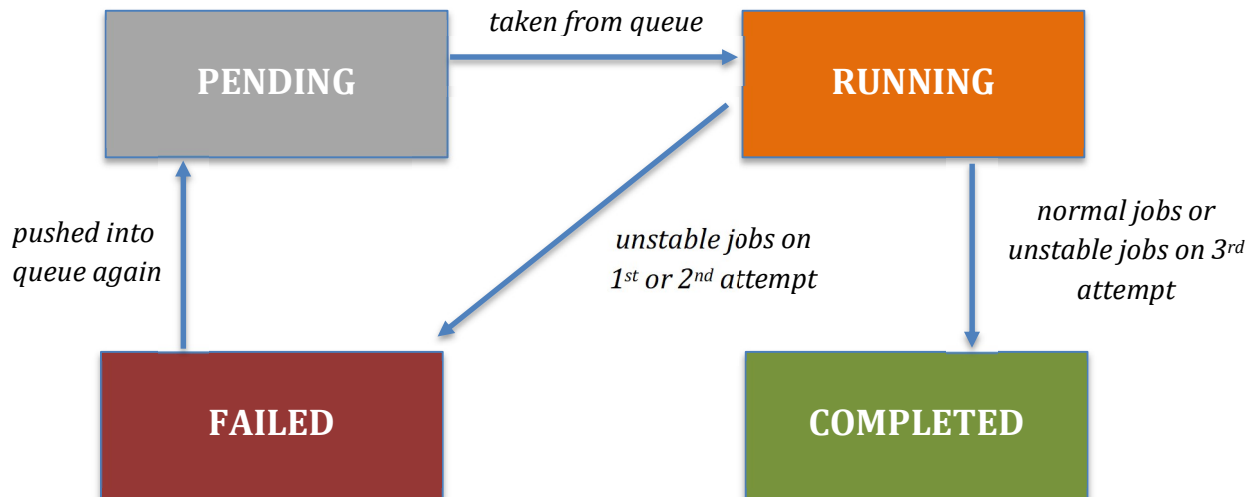 taken from queue
PENDING
RUNNING
pushed into
queue again
unstable jobs on
1st or 2nd attempt
normal jobs or
unstable jobs on 3rd
attempt
FAILED
COMPLETED